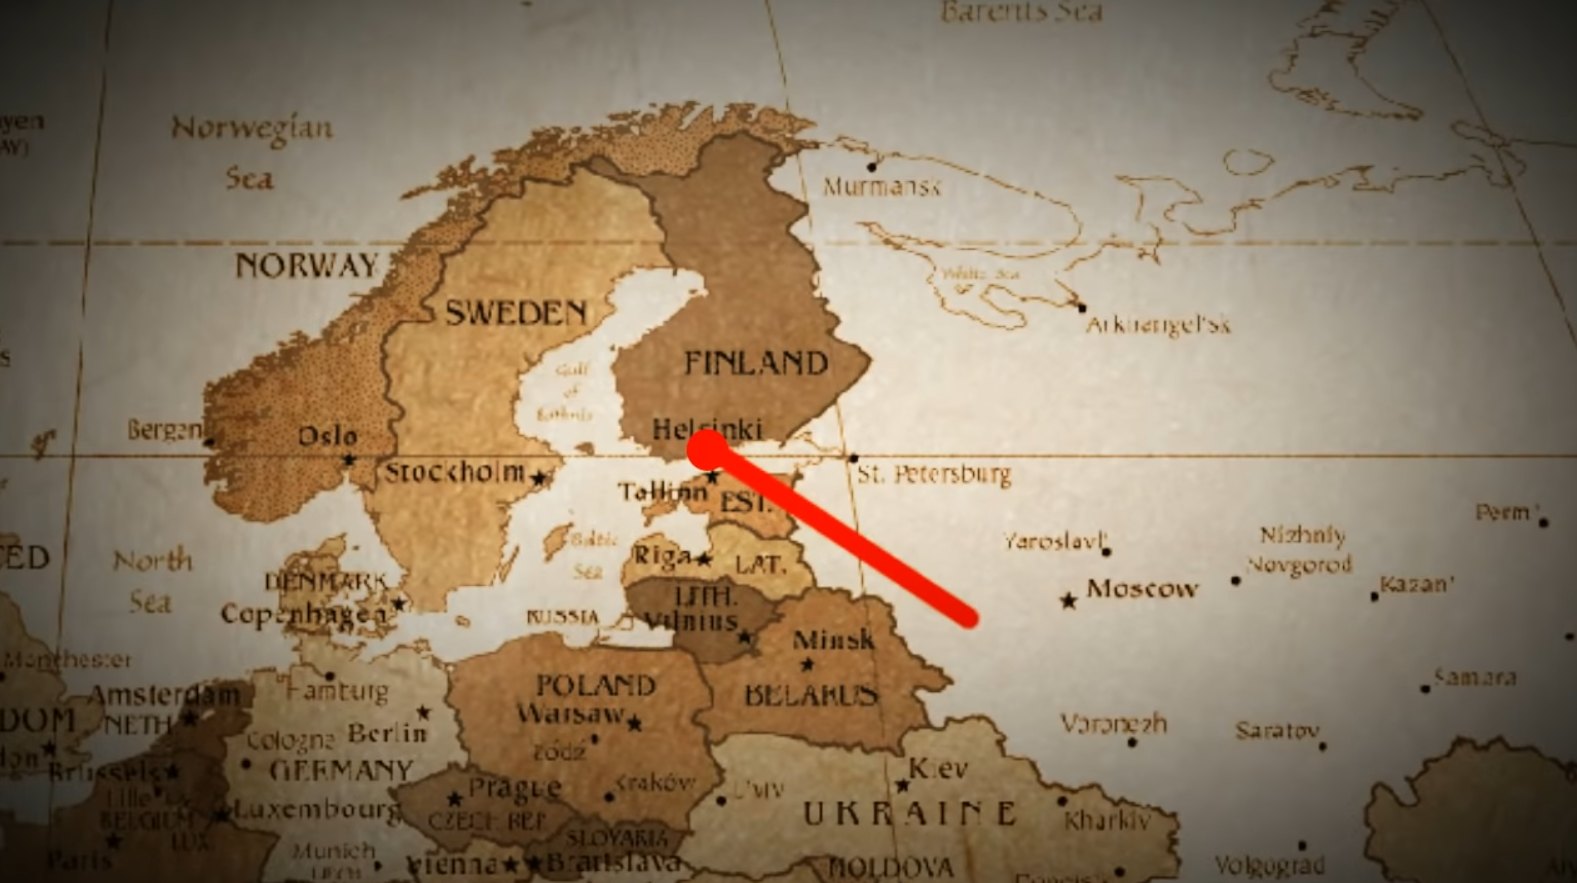 Barents Sea
Norwegian
Sea
Murmansk
NORWAY
White Sea
SWEDEN
Arkhangel'sk
FINLAND
Gulf
of
Bothnia
Bergen
Oslo
Helsinki
Stockholm
St. Petersburg
Tallinn
EST.
Perm'
Yaroslavl'
Nizhniy
Novgorod
North
Sea
Baltic
Sea
Riga
LAT.
DENMARK
Copenhagen
Moscow
Kazan'
LITH.
Vilnius
RUSSIA
Minsk
Manchester
Amsterdam
NETH
Hamburg
POLAND
Warsaw
BELARUS
Samara
DOM
Cologne
Berlin
Łódź
Voronezh
Saratov
Brussels
GERMANY
Prague
Kraków
L'viv
Kiev
Lille
BELGIUM
LUX.
Luxembourg
CZECH REP.
SLOVAKIA
UKRAINE
Kharkiv
Paris
Munich
Vienna
Bratislava
MOLDOVA
Volgograd